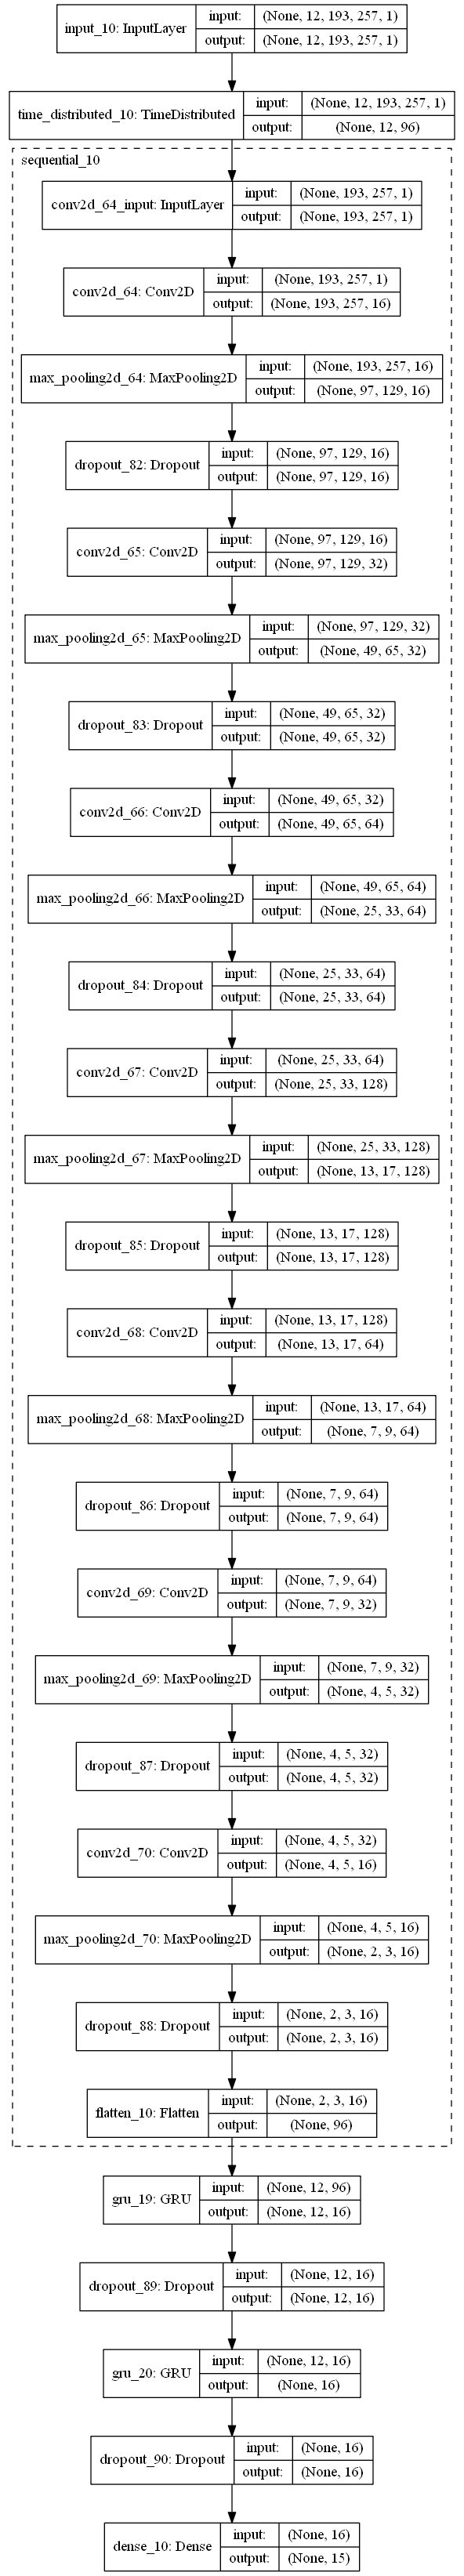 input_10: InputLayer
input: (None, 12, 193, 257, 1)
output: (None, 12, 193, 257, 1)
time_distributed_10: TimeDistributed
input: (None, 12, 193, 257, 1)
output: (None, 12, 96)
sequential_10
conv2d_64_input: InputLayer
input: (None, 193, 257, 1)
output: (None, 193, 257, 1)
conv2d_64: Conv2D
input: (None, 193, 257, 1)
output: (None, 193, 257, 16)
max_pooling2d_64: MaxPooling2D
input: (None, 193, 257, 16)
output: (None, 97, 129, 16)
dropout_82: Dropout
input: (None, 97, 129, 16)
output: (None, 97, 129, 16)
conv2d_65: Conv2D
input: (None, 97, 129, 16)
output: (None, 97, 129, 32)
max_pooling2d_65: MaxPooling2D
input: (None, 97, 129, 32)
output: (None, 49, 65, 32)
dropout_83: Dropout
input: (None, 49, 65, 32)
output: (None, 49, 65, 32)
conv2d_66: Conv2D
input: (None, 49, 65, 32)
output: (None, 49, 65, 64)
max_pooling2d_66: MaxPooling2D
input: (None, 49, 65, 64)
output: (None, 25, 33, 64)
dropout_84: Dropout
input: (None, 25, 33, 64)
output: (None, 25, 33, 64)
conv2d_67: Conv2D
input: (None, 25, 33, 64)
output: (None, 25, 33, 128)
max_pooling2d_67: MaxPooling2D
input: (None, 25, 33, 128)
output: (None, 13, 17, 128)
dropout_85: Dropout
input: (None, 13, 17, 128)
output: (None, 13, 17, 128)
conv2d_68: Conv2D
input: (None, 13, 17, 128)
output: (None, 13, 17, 64)
max_pooling2d_68: MaxPooling2D
input: (None, 13, 17, 64)
output: (None, 7, 9, 64)
dropout_86: Dropout
input: (None, 7, 9, 64)
output: (None, 7, 9, 64)
conv2d_69: Conv2D
input: (None, 7, 9, 64)
output: (None, 7, 9, 32)
max_pooling2d_69: MaxPooling2D
input: (None, 7, 9, 32)
output: (None, 4, 5, 32)
dropout_87: Dropout
input: (None, 4, 5, 32)
output: (None, 4, 5, 32)
conv2d_70: Conv2D
input: (None, 4, 5, 32)
output: (None, 4, 5, 16)
max_pooling2d_70: MaxPooling2D
input: (None, 4, 5, 16)
output: (None, 2, 3, 16)
dropout_88: Dropout
input: (None, 2, 3, 16)
output: (None, 2, 3, 16)
flatten_10: Flatten
input: (None, 2, 3, 16)
output: (None, 96)
gru_19: GRU
input: (None, 12, 96)
output: (None, 12, 16)
dropout_89: Dropout
input: (None, 12, 16)
output: (None, 12, 16)
gru_20: GRU
input: (None, 12, 16)
output: (None, 16)
dropout_90: Dropout
input: (None, 16)
output: (None, 16)
dense_10: Dense
input: (None, 16)
output: (None, 15)